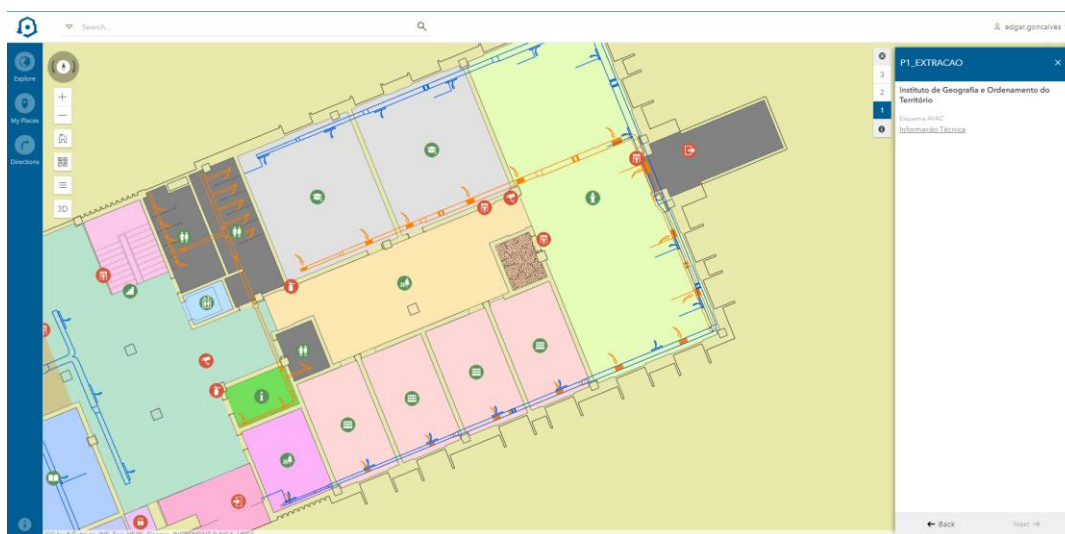 Search...
edgar.goncalves
Explore
My Places
Directions
3D
3
2
1
P1_EXTRACAO
Instituto de Geografia e Ordenamento do
Território
Esquema AVAC
Informação Técnica
Back
Next